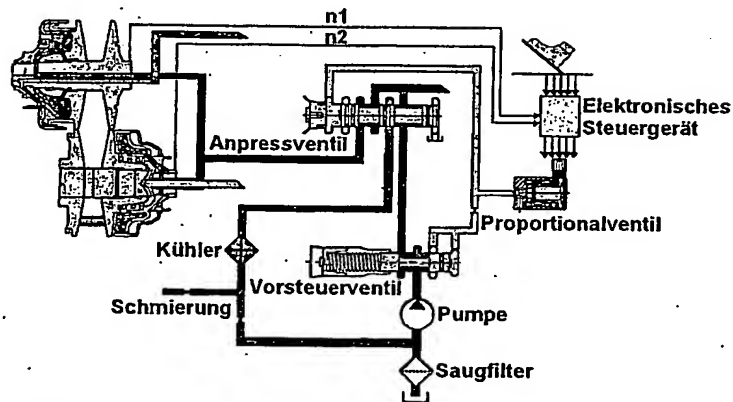 n1
n2
Elektronisches
Steuergerät
Anpressventil
Proportionalventil
Kühler
Vorsteuerventil
Schmierung
Pumpe
Saugfilter